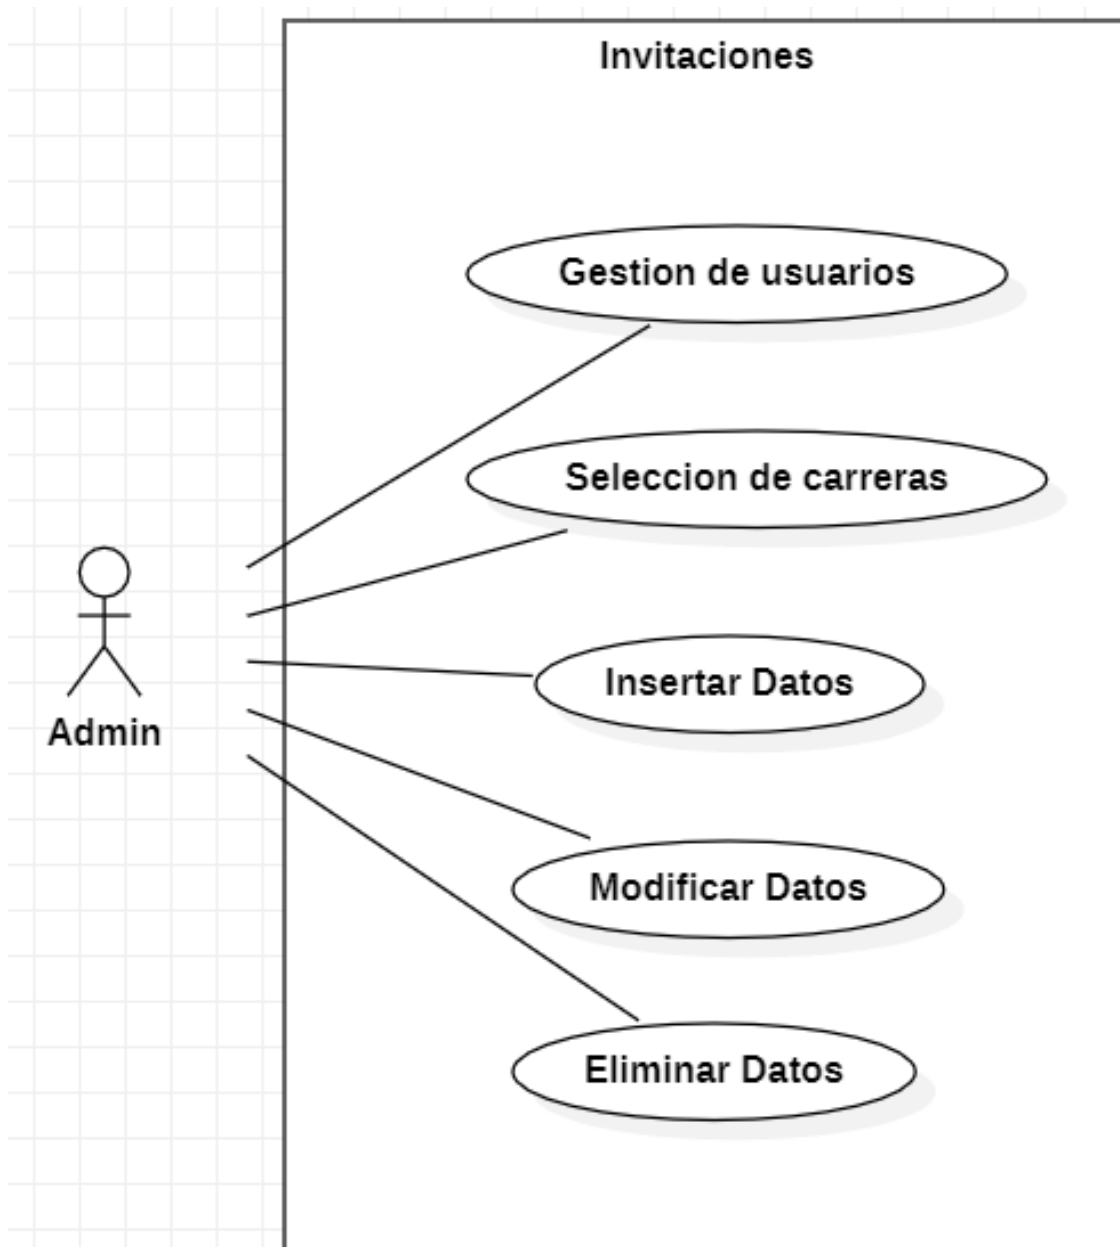 Invitaciones
Gestion de usuarios
Seleccion de carreras
Insertar Datos
Admin
Modificar Datos
Eliminar Datos